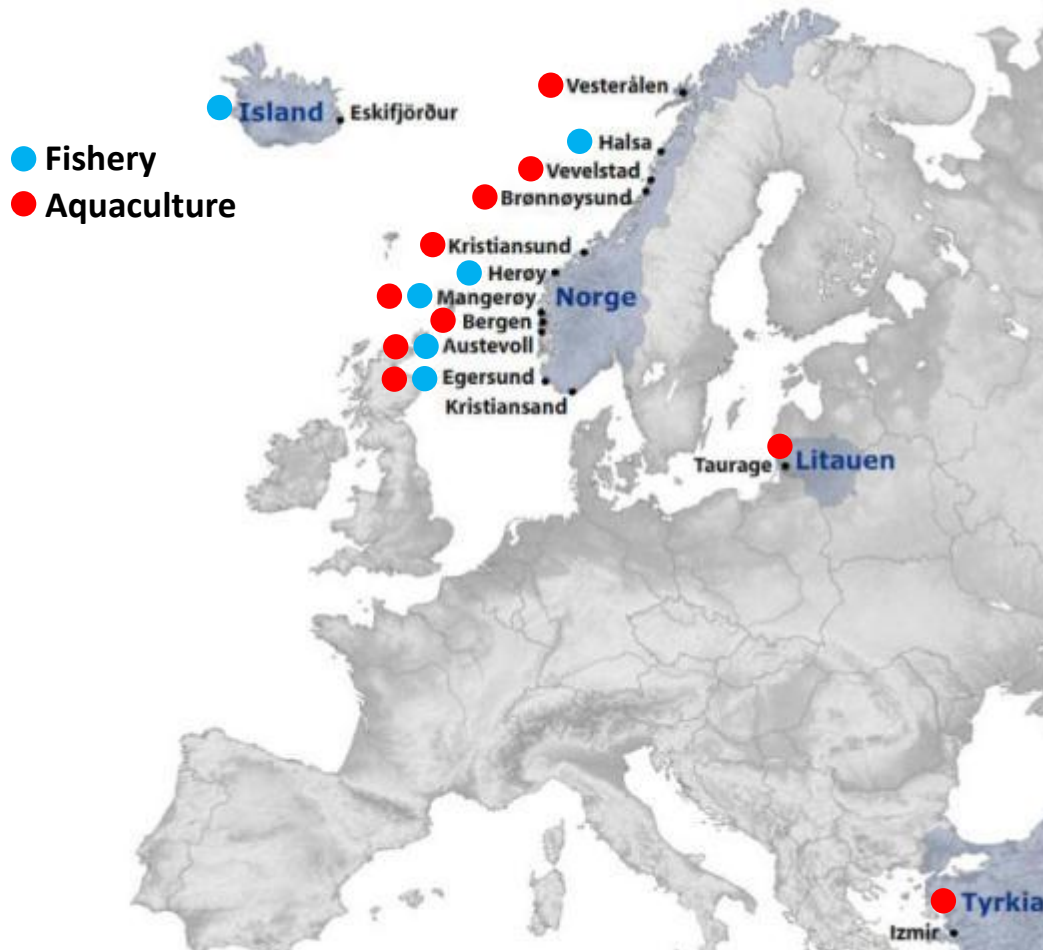 Island
Eskifjörður
Fishery
Aquaculture
Vesterålen
Halsa
Vevelstad
Brønnøysund
Kristiansund
Herøy
Norge
Mangerøy
Bergen
Austevoll
Egersund
Kristiansand
Taurage
Litauen
Tyrkia
Izmir